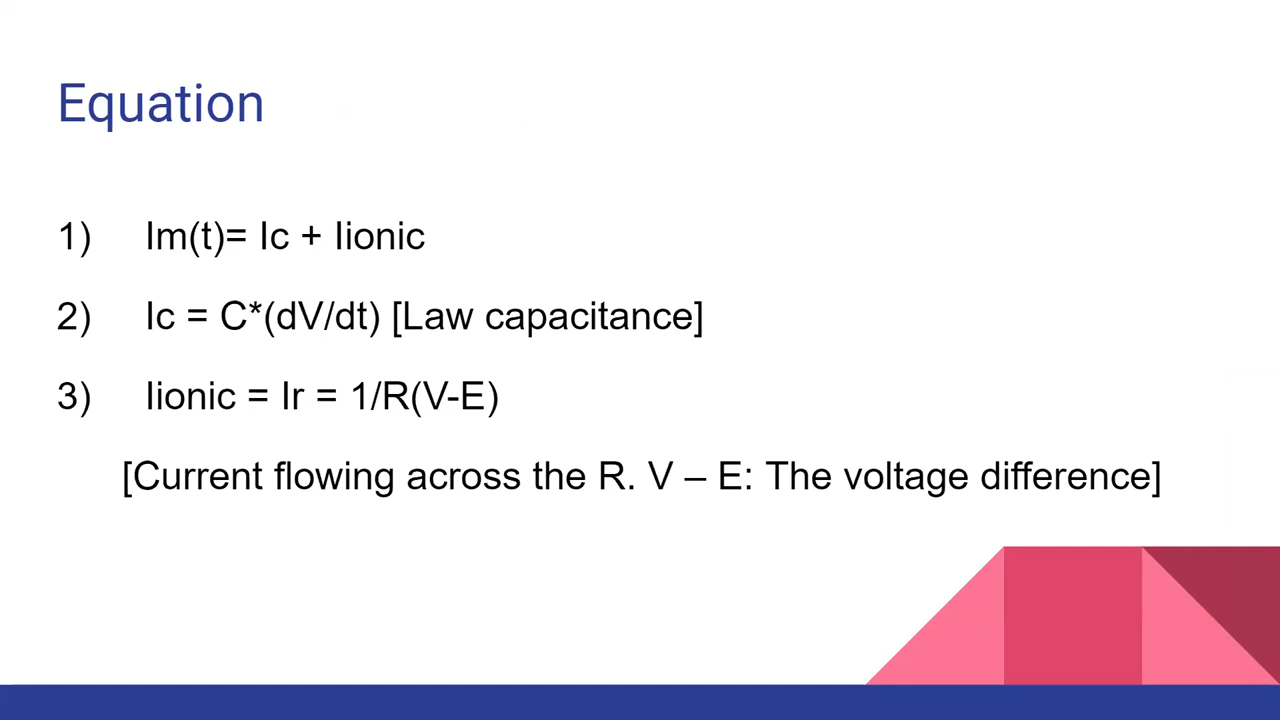 Equation
1) Im(t)= Ic + Iionic
2) Ic = C*(dV/dt) [Law capacitance]
3) Iionic = Ir = 1/R(V-E)
[Current flowing across the R. V – E: The voltage difference]